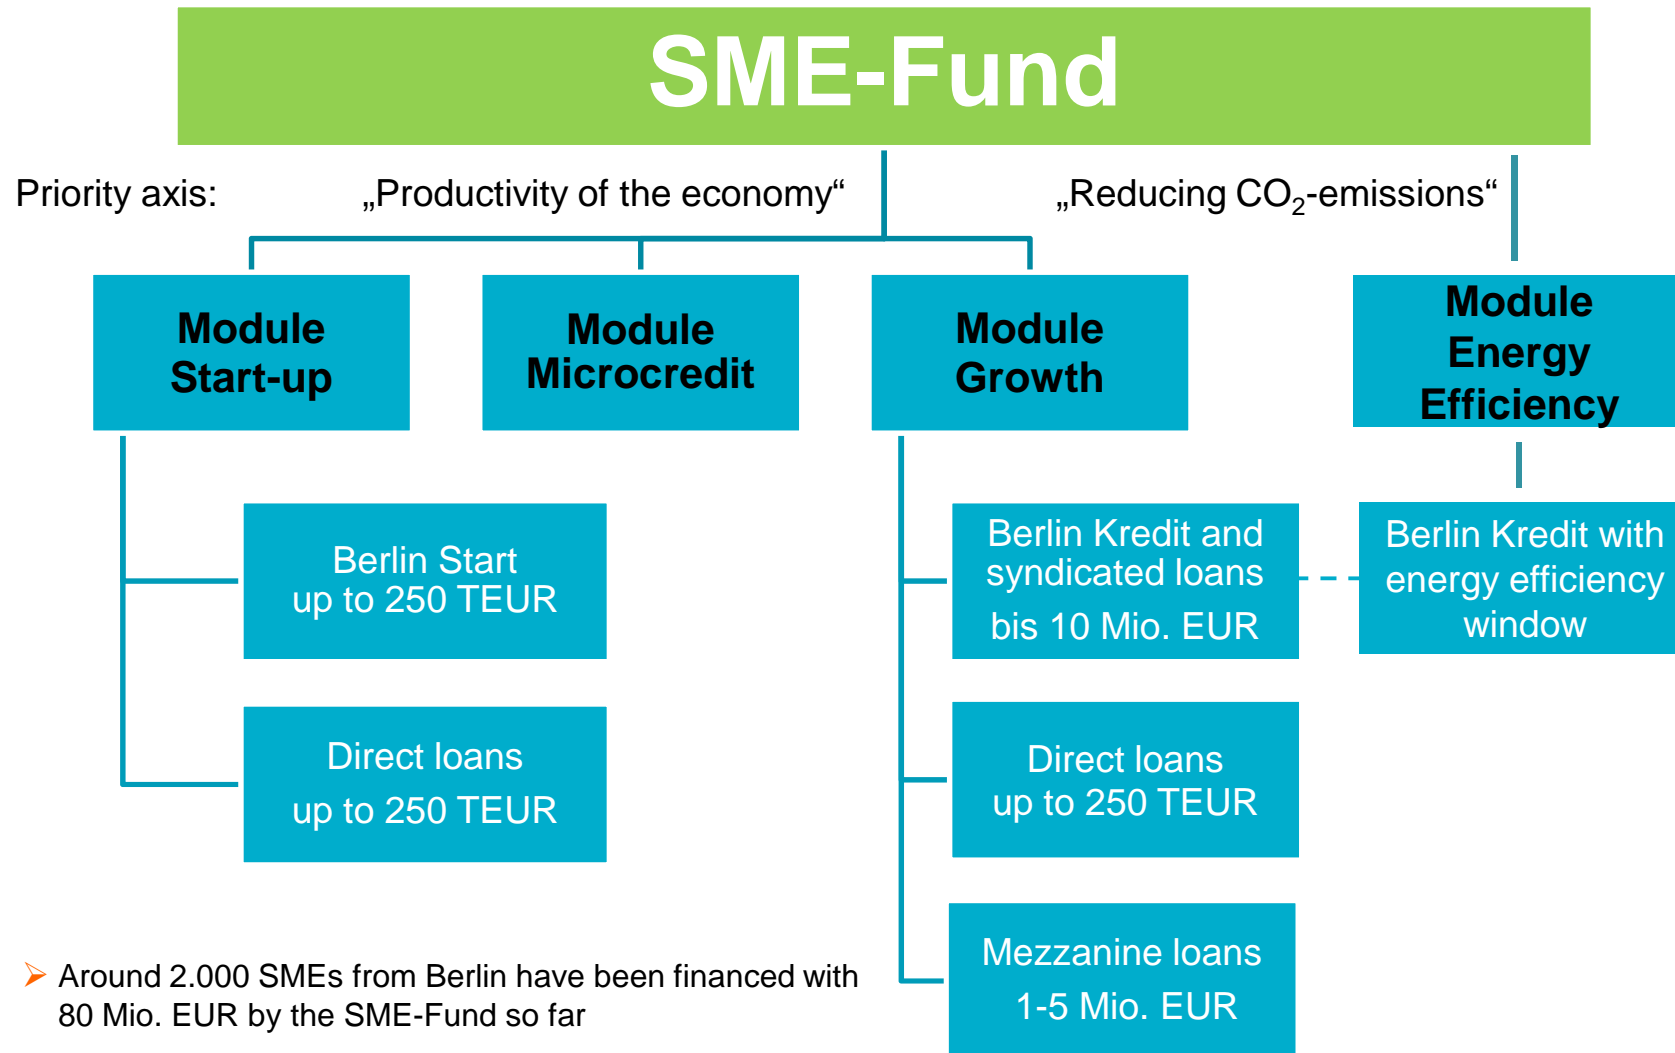 SME-Fund
Priority axis:
„Productivity of the economy“
„Reducing CO₂-emissions“
Module
Start-up
Module
Microcredit
Module
Growth
Module
Energy
Efficiency
Berlin Start
up to 250 TEUR
Direct loans
up to 250 TEUR
Berlin Kredit and
syndicated loans
bis 10 Mio. EUR
Direct loans
up to 250 TEUR
Mezzanine loans
1-5 Mio. EUR
Berlin Kredit with
energy efficiency
window
Around 2.000 SMEs from Berlin have been financed with
80 Mio. EUR by the SME-Fund so far